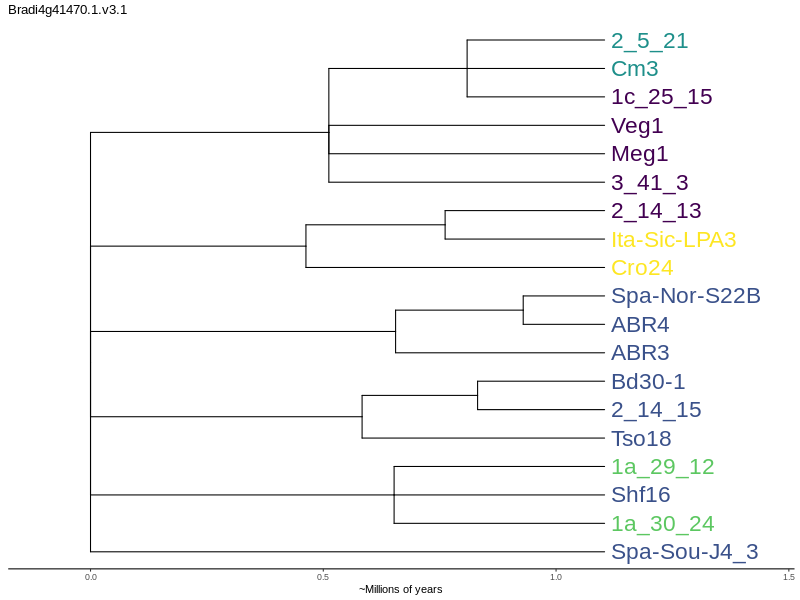 Bradi4g41470.1.v3.1
2_5_21
Cm3
1c_25_15
Veg1
Meg1
3_41_3
2_14_13
Ita-Sic-LPA3
Cro24
Spa-Nor-S22B
ABR4
ABR3
Bd30-1
2_14_15
Tso18
1a_29_12
Shf16
1a_30_24
Spa-Sou-J4_3
0.0 0.5 1.0 1.5
~Millions of years